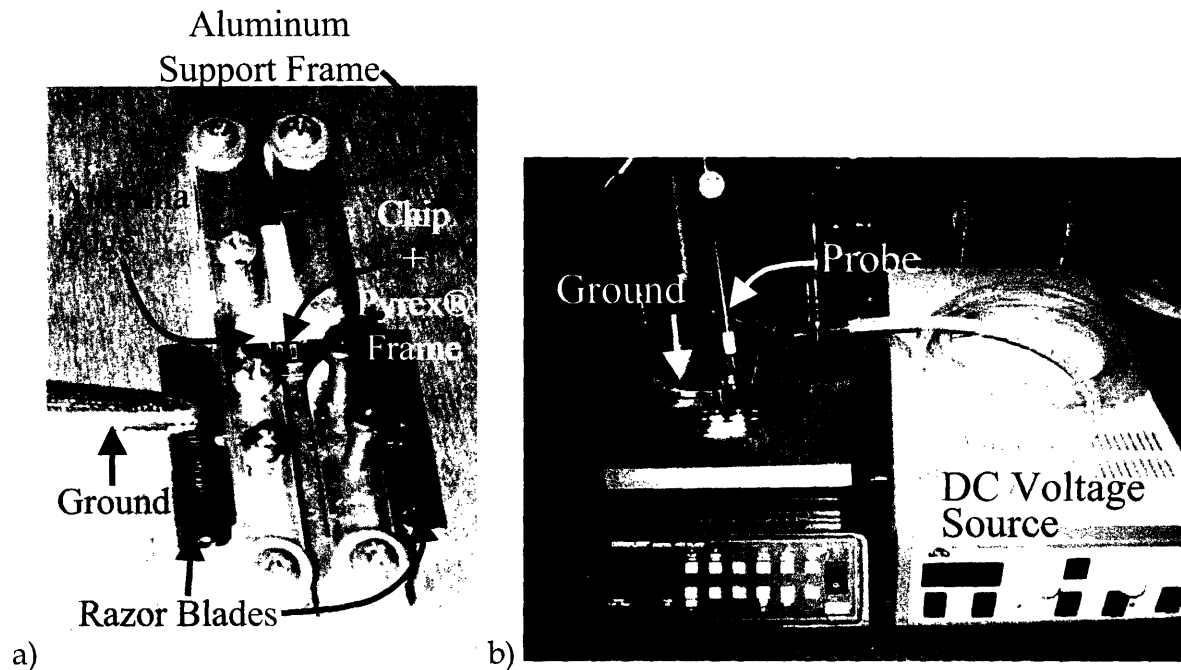 Aluminum
Support Frame
Chip
+
Pyrex®
Frame
Ground
Razor Blades
a)
Ground
Probe
DC Voltage
Source
b)